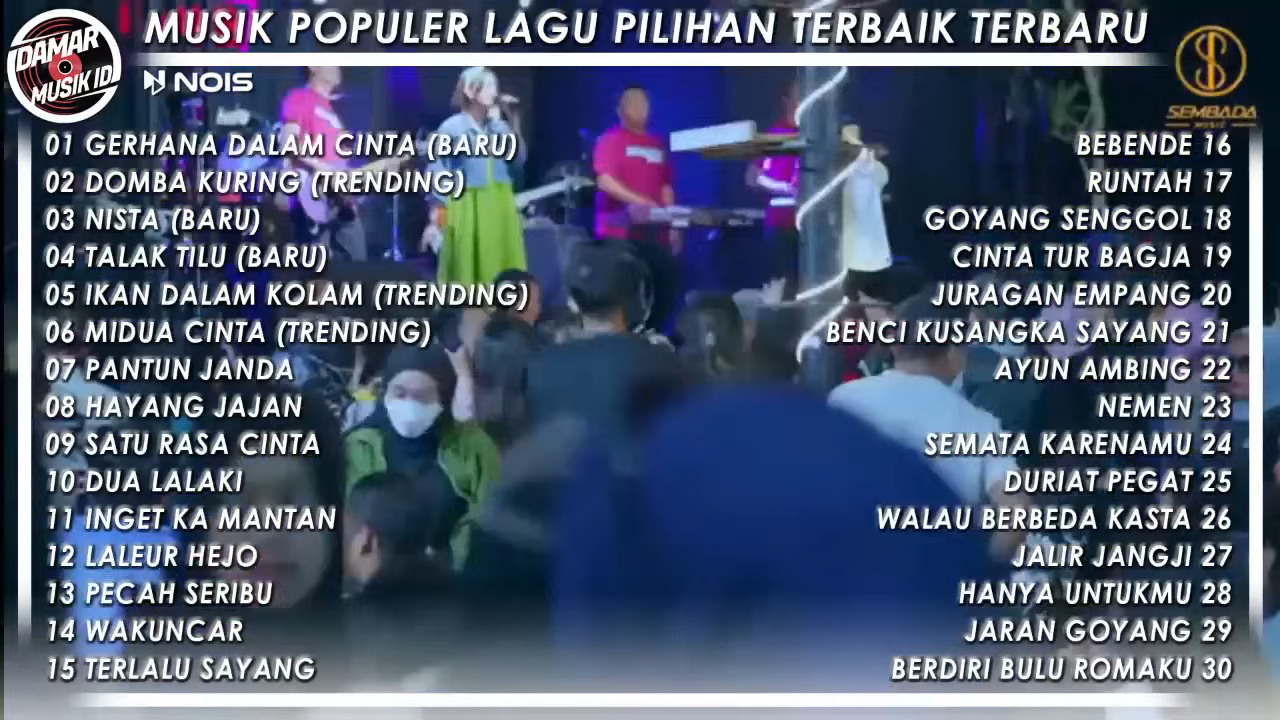 MUSIK POPULER LAGU PILIHAN TERBAIK TERBARU
DAMAR
MUSIK ID
NOIS
SEMBADA
MUSIC
01 GERHANA DALAM CINTA (BARU)
02 DOMBA KURING (TRENDING)
03 NISTA (BARU)
04 TALAK TILU (BARU)
05 IKAN DALAM KOLAM (TRENDING)
06 MIDUA CINTA (TRENDING)
07 PANTUN JANDA
08 HAYANG JAJAN
09 SATU RASA CINTA
10 DUA LALAKI
11 INGET KA MANTAN
12 LALEUR HEJO
13 PECAH SERIBU
14 WAKUNCAR
15 TERLALU SAYANG
BEBENDE 16
RUNTAH 17
GOYANG SENGGOL 18
CINTA TUR BAGJA 19
JURAGAN EMPANG 20
BENCI KUSANGKA SAYANG 21
AYUN AMBING 22
NEMEN 23
SEMATA KARENAMU 24
DURIAT PEGAT 25
WALAU BERBEDA KASTA 26
JALIR JANGJI 27
HANYA UNTUKMU 28
JARAN GOYANG 29
BERDIRI BULU ROMAKU 30